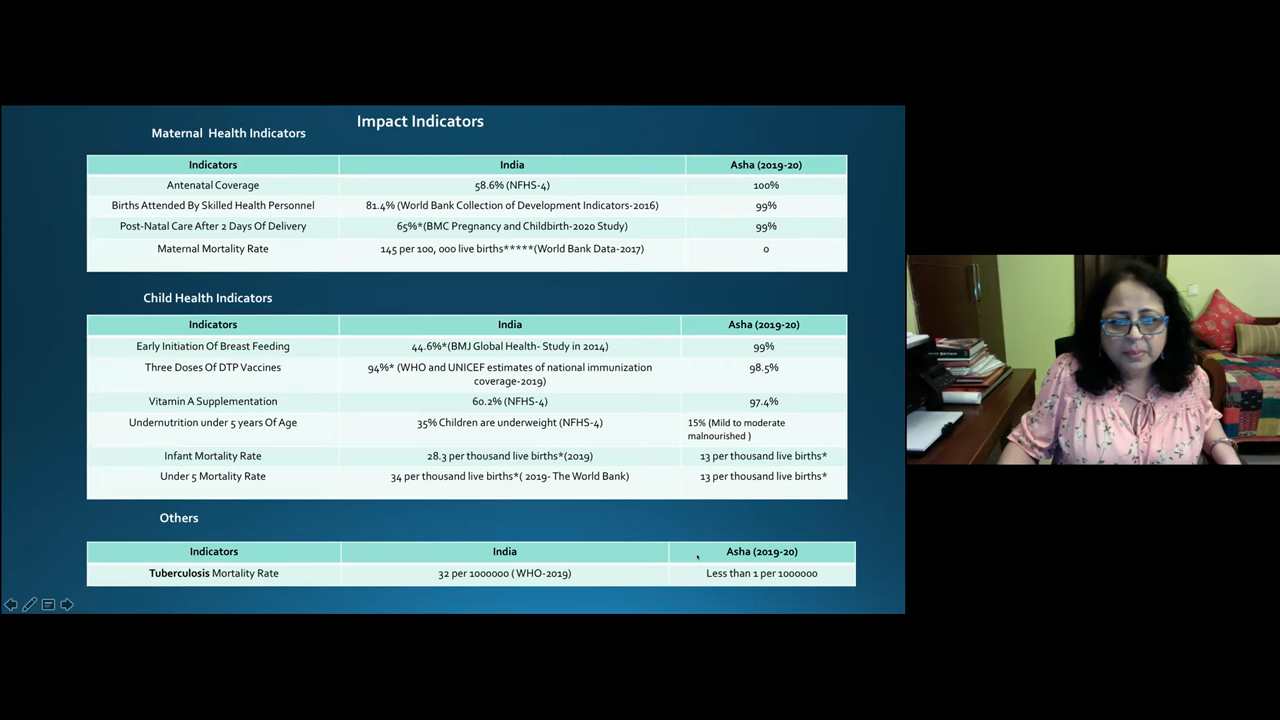 Impact Indicators
Maternal Health Indicators
Indicators India Asha (2019-20)
Antenatal Coverage 58.6% (NFHS-4) 100%
Births Attended By Skilled Health Personnel 81.4% (World Bank Collection of Development Indicators-2016) 99%
Post-Natal Care After 2 Days Of Delivery 65%*(BMC Pregnancy and Childbirth-2020 Study) 99%
Maternal Mortality Rate 145 per 100, 000 live births*****(World Bank Data-2017) 0
Child Health Indicators
Indicators India Asha (2019-20)
Early Initiation Of Breast Feeding 44.6%*(BMJ Global Health- Study in 2014) 99%
Three Doses Of DTP Vaccines 94%* (WHO and UNICEF estimates of national immunization
coverage-2019) 98.5%
Vitamin A Supplementation 60.2% (NFHS-4) 97.4%
Undernutrition under 5 years Of Age 35% Children are underweight (NFHS-4) 15% (Mild to moderate
malnourished )
Infant Mortality Rate 28.3 per thousand live births*(2019) 13 per thousand live births*
Under 5 Mortality Rate 34 per thousand live births*( 2019- The World Bank) 13 per thousand live births*
Others
Indicators India Asha (2019-20)
Tuberculosis Mortality Rate 32 per 1000000 ( WHO-2019) Less than 1 per 1000000